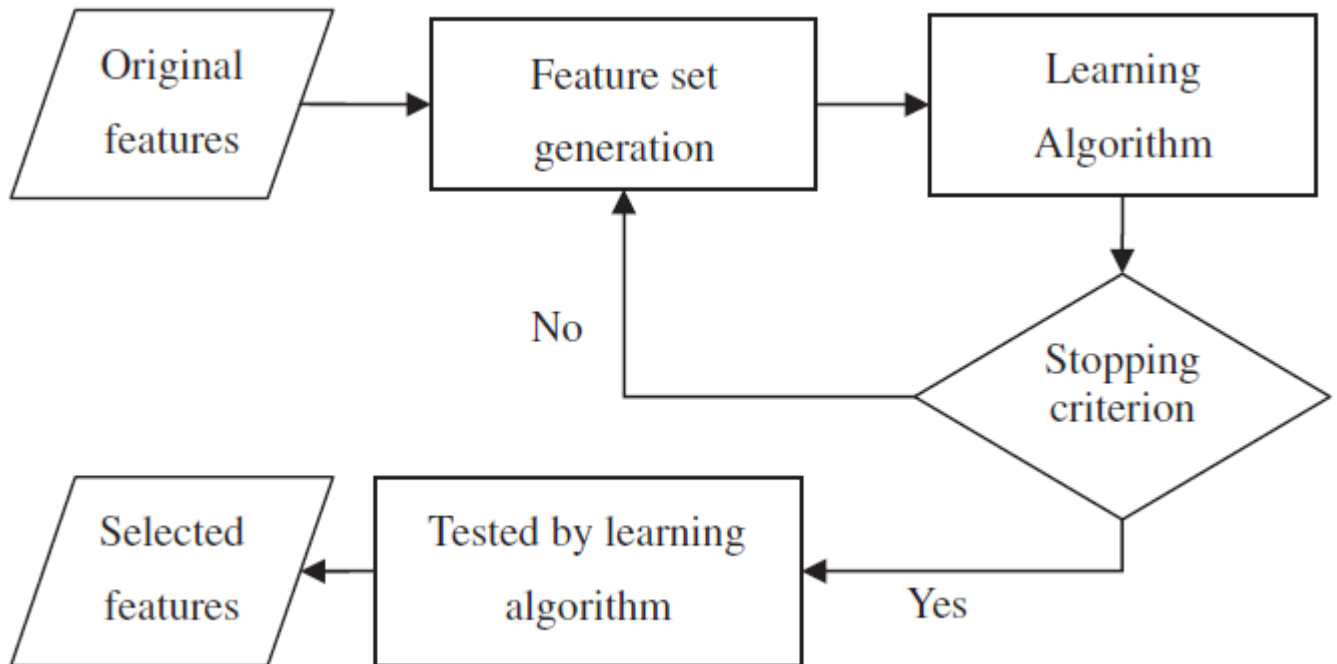 Original
features
Feature set
generation
Learning
Algorithm
No
Stopping
criterion
Selected
features
Tested by learning
algorithm
Yes